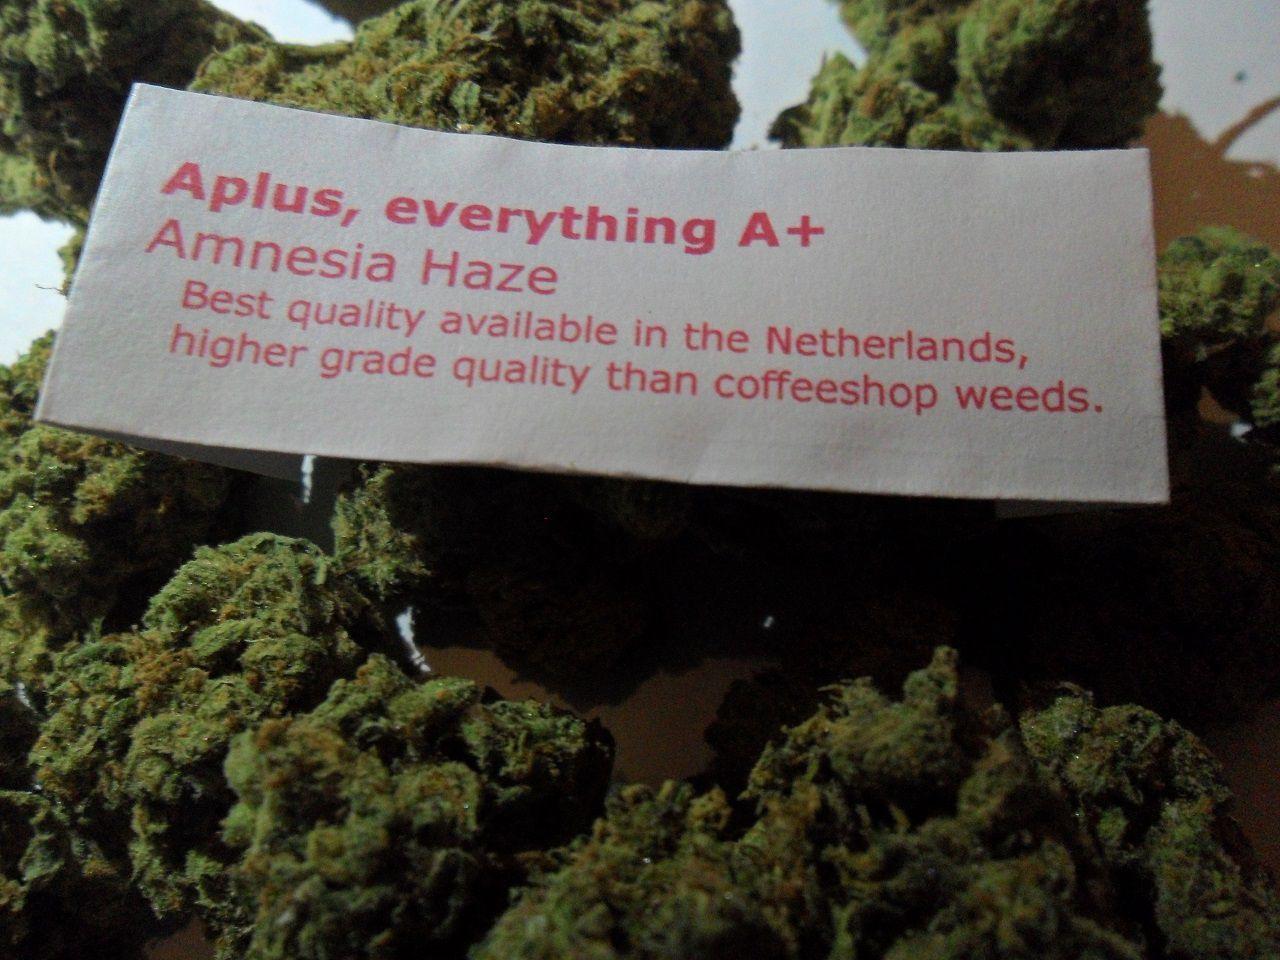 Aplus, everything A+
Amnesia Haze
Best quality available in the Netherlands,
higher grade quality than coffeeshop weeds.